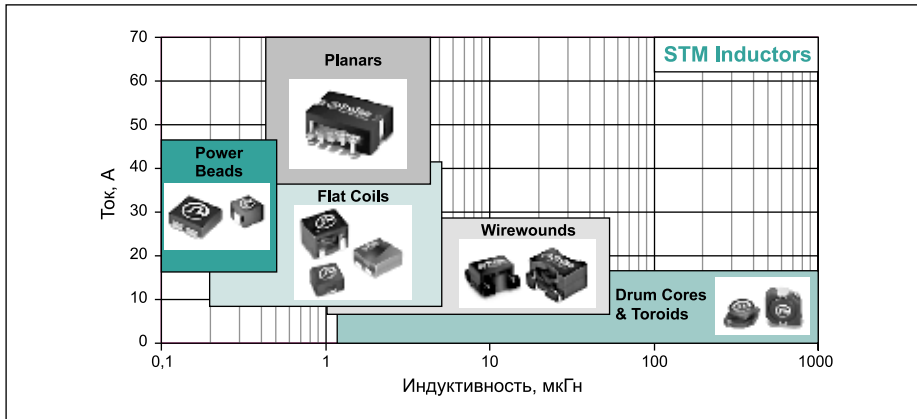 STM Inductors
70
60
50
40
30
20
10
0
Ток, А
Planars
Pulse
Power
Beads
Flat Coils
Wirewounds
Drum Cores
& Toroids
0,1
1
10
100
1000
Индуктивность, мкГн